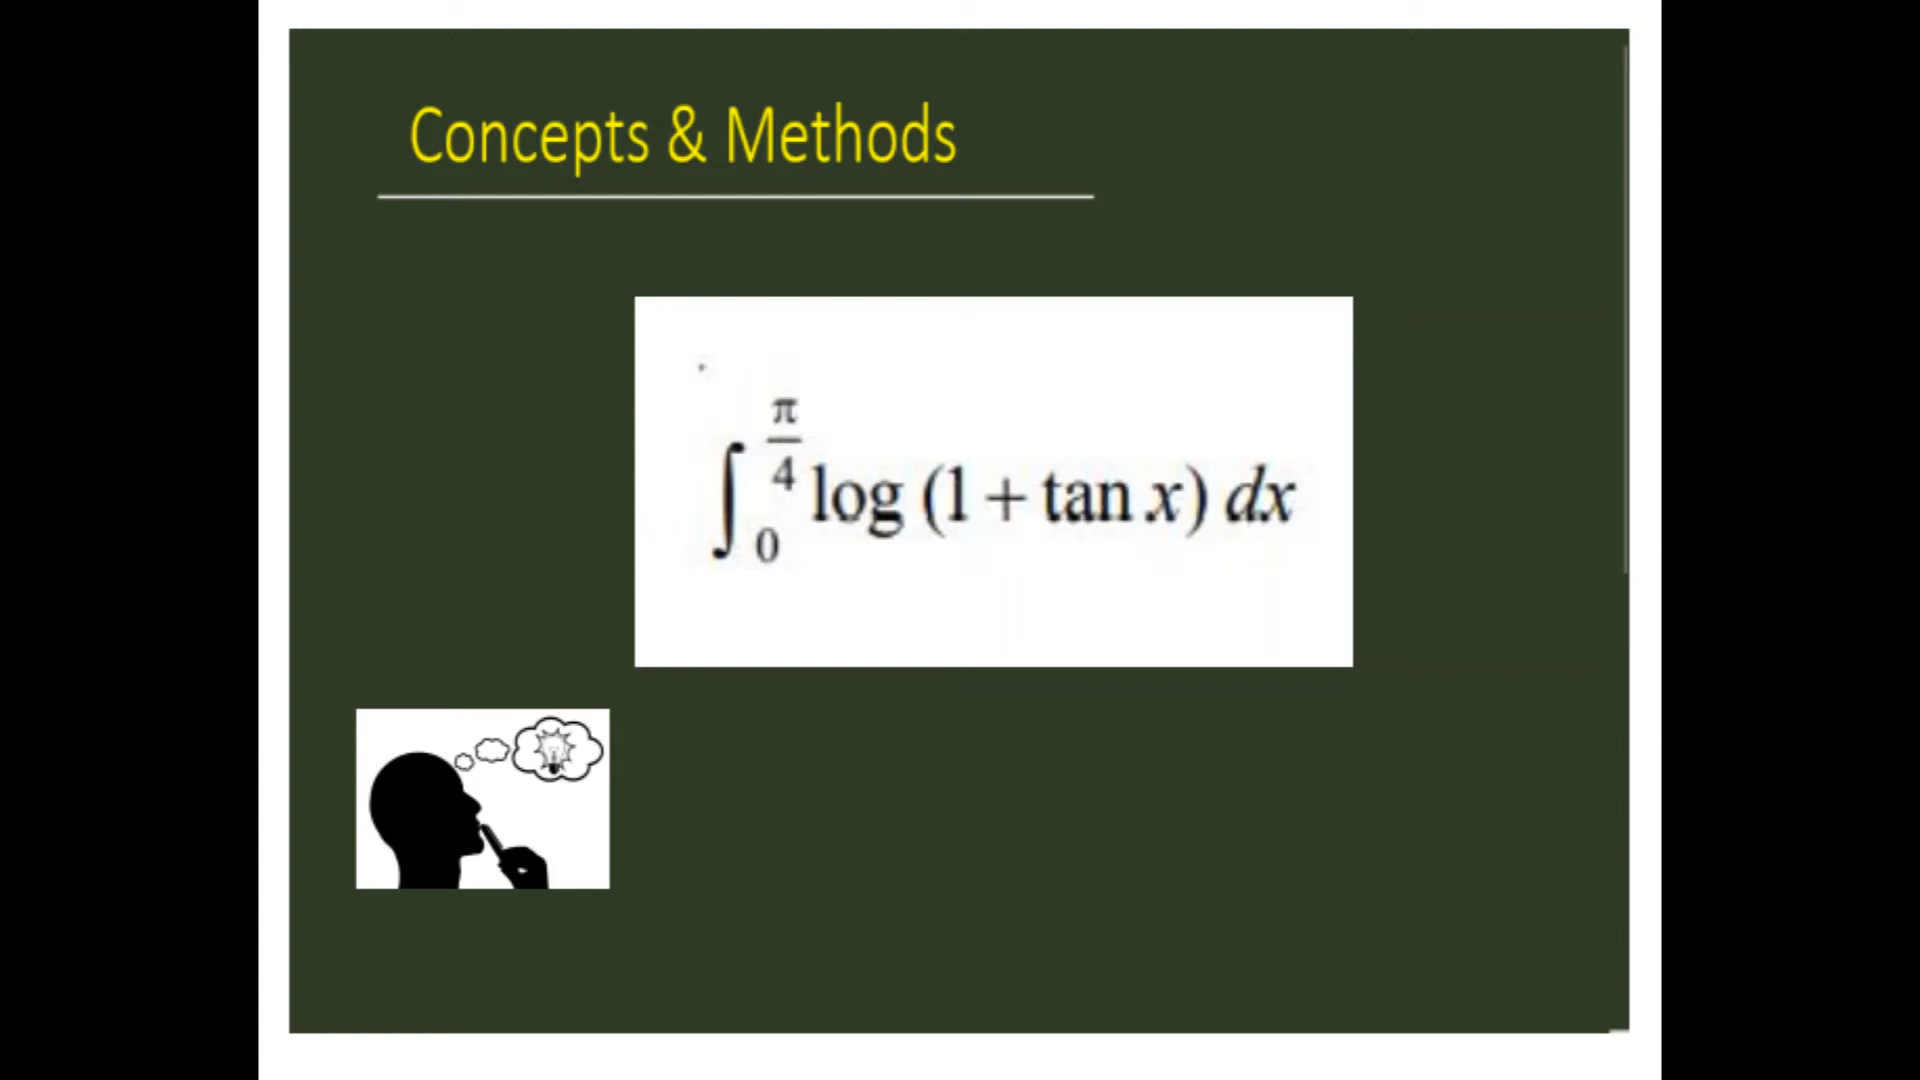 Concepts & Methods
∫₀^{π/4} log (1 + tan x) dx